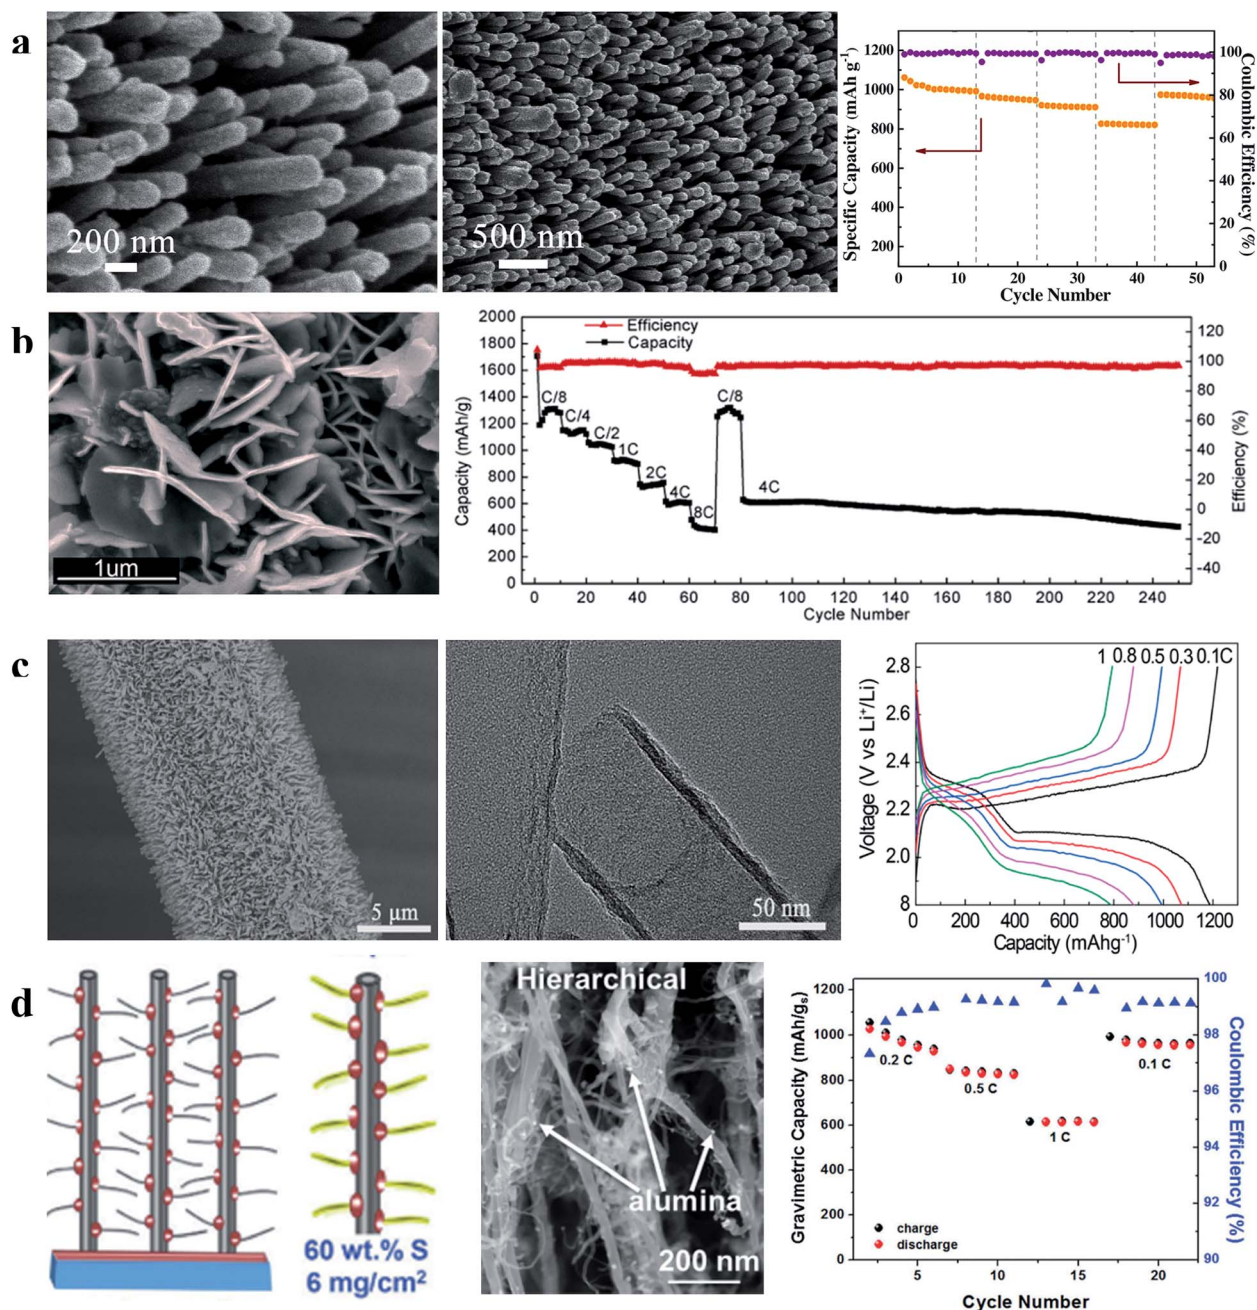 a
200 nm
500 nm
Specific Capacity (mAh g⁻¹)
1200
1000
800
600
400
200
0
10
20
30
40
50
Cycle Number
100
80
60
40
20
0
Coulombic Efficiency (%)
b
1um
Capacity (mAh/g)
2000
1800
1600
1400
1200
1000
800
600
400
200
0
Efficiency
Capacity
C/8
C/4
C/2
1C
2C
4C
8C
C/8
4C
0 20 40 60 80 100 120 140 160 180 200 220 240
Cycle Number
120
100
80
60
40
20
0
-20
-40
Efficiency (%)
c
5 μm
50 nm
Voltage (V vs Li⁺/Li)
2.8
2.6
2.4
2.2
2.0
8
1 0.8 0.5 0.3 0.1C
0 200 400 600 800 1000 1200
Capacity (mAhg⁻¹)
d
60 wt.% S
6 mg/cm²
Hierarchical
alumina
200 nm
Gravimetric Capacity (mAh/gₛ)
1200
1000
800
600
400
200
0
0.2 C
0.5 C
1 C
0.1 C
charge
discharge
5 10 15 20
Cycle Number
100
98
96
94
92
90
Coulombic Efficiency (%)